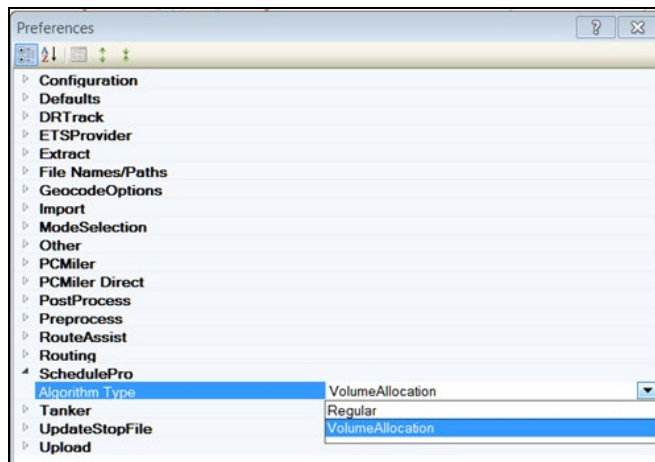 Preferences
Configuration
Defaults
DRTrack
ETSProvider
Extract
File Names/Paths
GeocodeOptions
Import
ModeSelection
Other
PCMiler
PCMiler Direct
PostProcess
Preprocess
RouteAssist
Routing
SchedulePro
Algorithm Type VolumeAllocation
Tanker Regular
UpdateStopFile VolumeAllocation
Upload